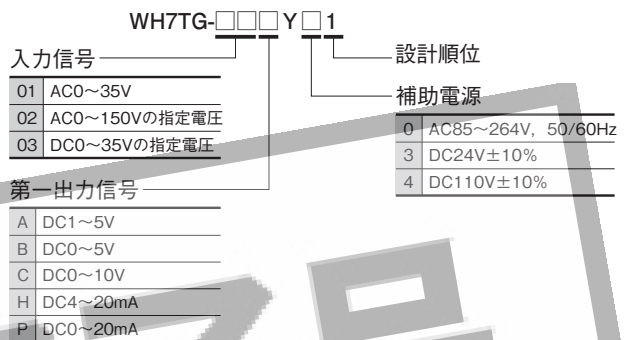 WH7TG-□□□Y□1
入力信号
01 AC0～35V
02 AC0～150Vの指定電圧
03 DC0～35Vの指定電圧
第一出力信号
A DC1～5V
B DC0～5V
C DC0～10V
H DC4～20mA
P DC0～20mA
設計順位
補助電源
0 AC85～264V，50/60Hz
3 DC24V±10%
4 DC110V±10%